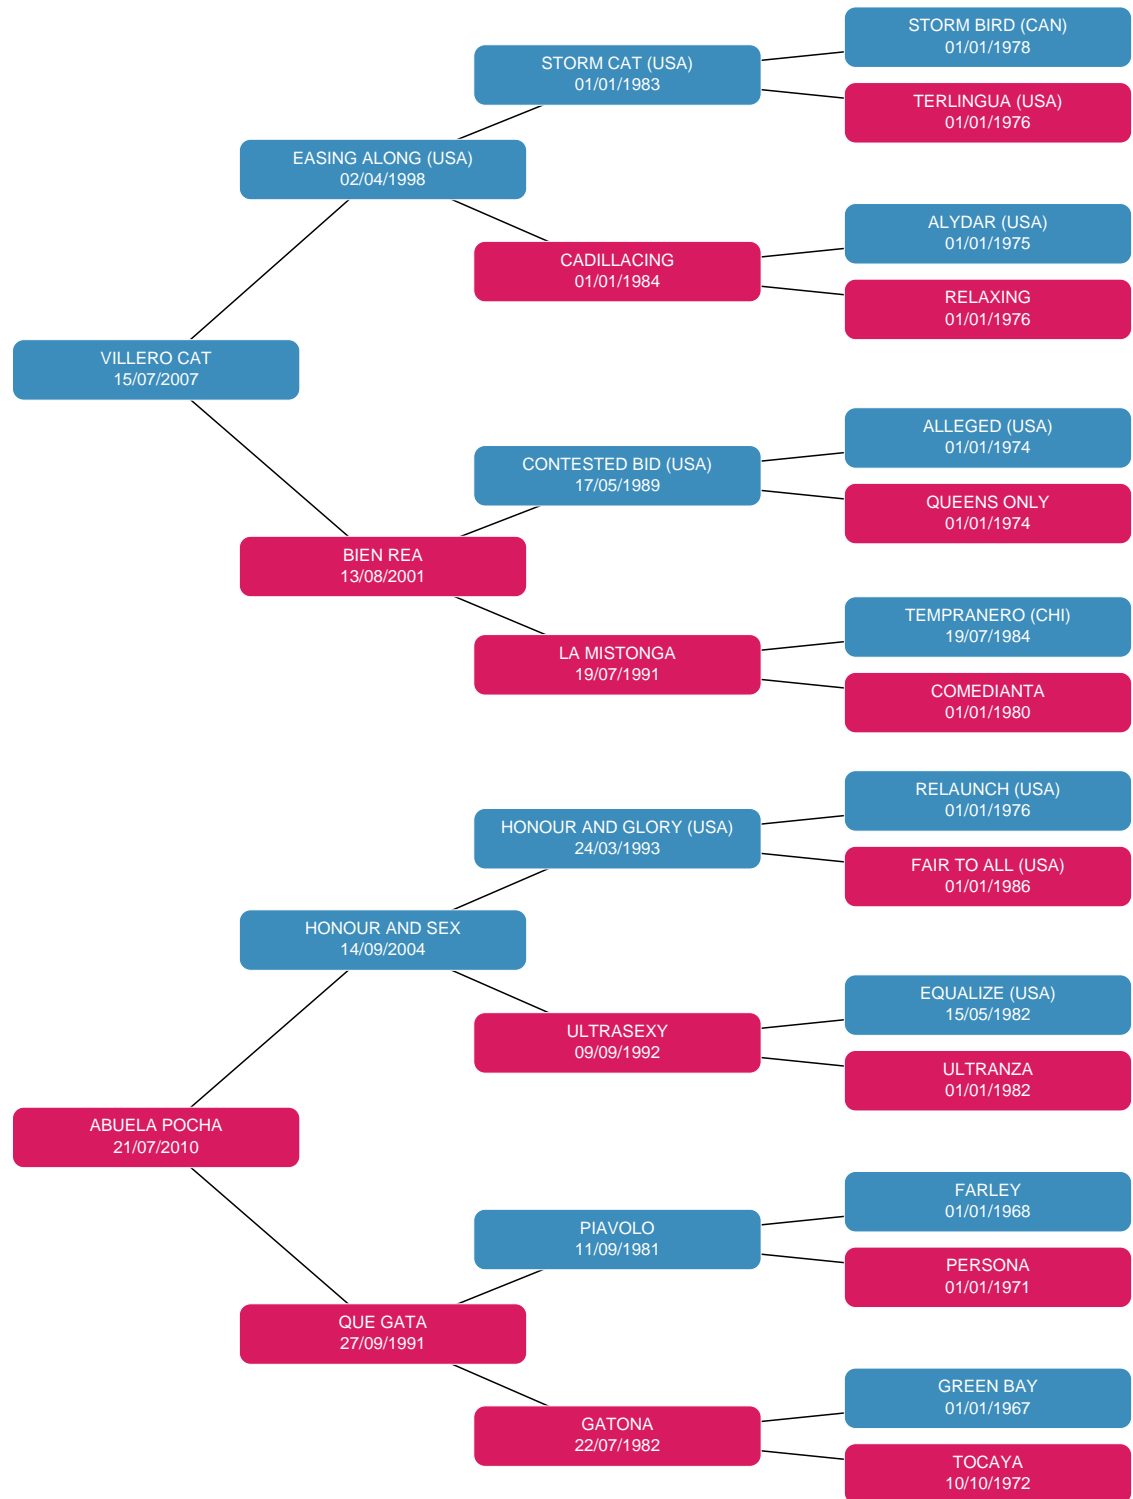 STORM BIRD (CAN)
01/01/1978
STORM CAT (USA)
01/01/1983
TERLINGUA (USA)
01/01/1976
EASING ALONG (USA)
02/04/1998
ALYDAR (USA)
01/01/1975
CADILLACING
01/01/1984
RELAXING
01/01/1976
VILLERO CAT
15/07/2007
ALLEGED (USA)
01/01/1974
CONTESTED BID (USA)
17/05/1989
QUEENS ONLY
01/01/1974
BIEN REA
13/08/2001
TEMPRANERO (CHI)
19/07/1984
LA MISTONGA
19/07/1991
COMEDIANTA
01/01/1980
RELAUNCH (USA)
01/01/1976
HONOUR AND GLORY (USA)
24/03/1993
FAIR TO ALL (USA)
01/01/1986
HONOUR AND SEX
14/09/2004
EQUALIZE (USA)
15/05/1982
ULTRASEXY
09/09/1992
ULTRANZA
01/01/1982
ABUELA POCHA
21/07/2010
FARLEY
01/01/1968
PIAVOLO
11/09/1981
PERSONA
01/01/1971
QUE GATA
27/09/1991
GREEN BAY
01/01/1967
GATONA
22/07/1982
TOCAYA
10/10/1972